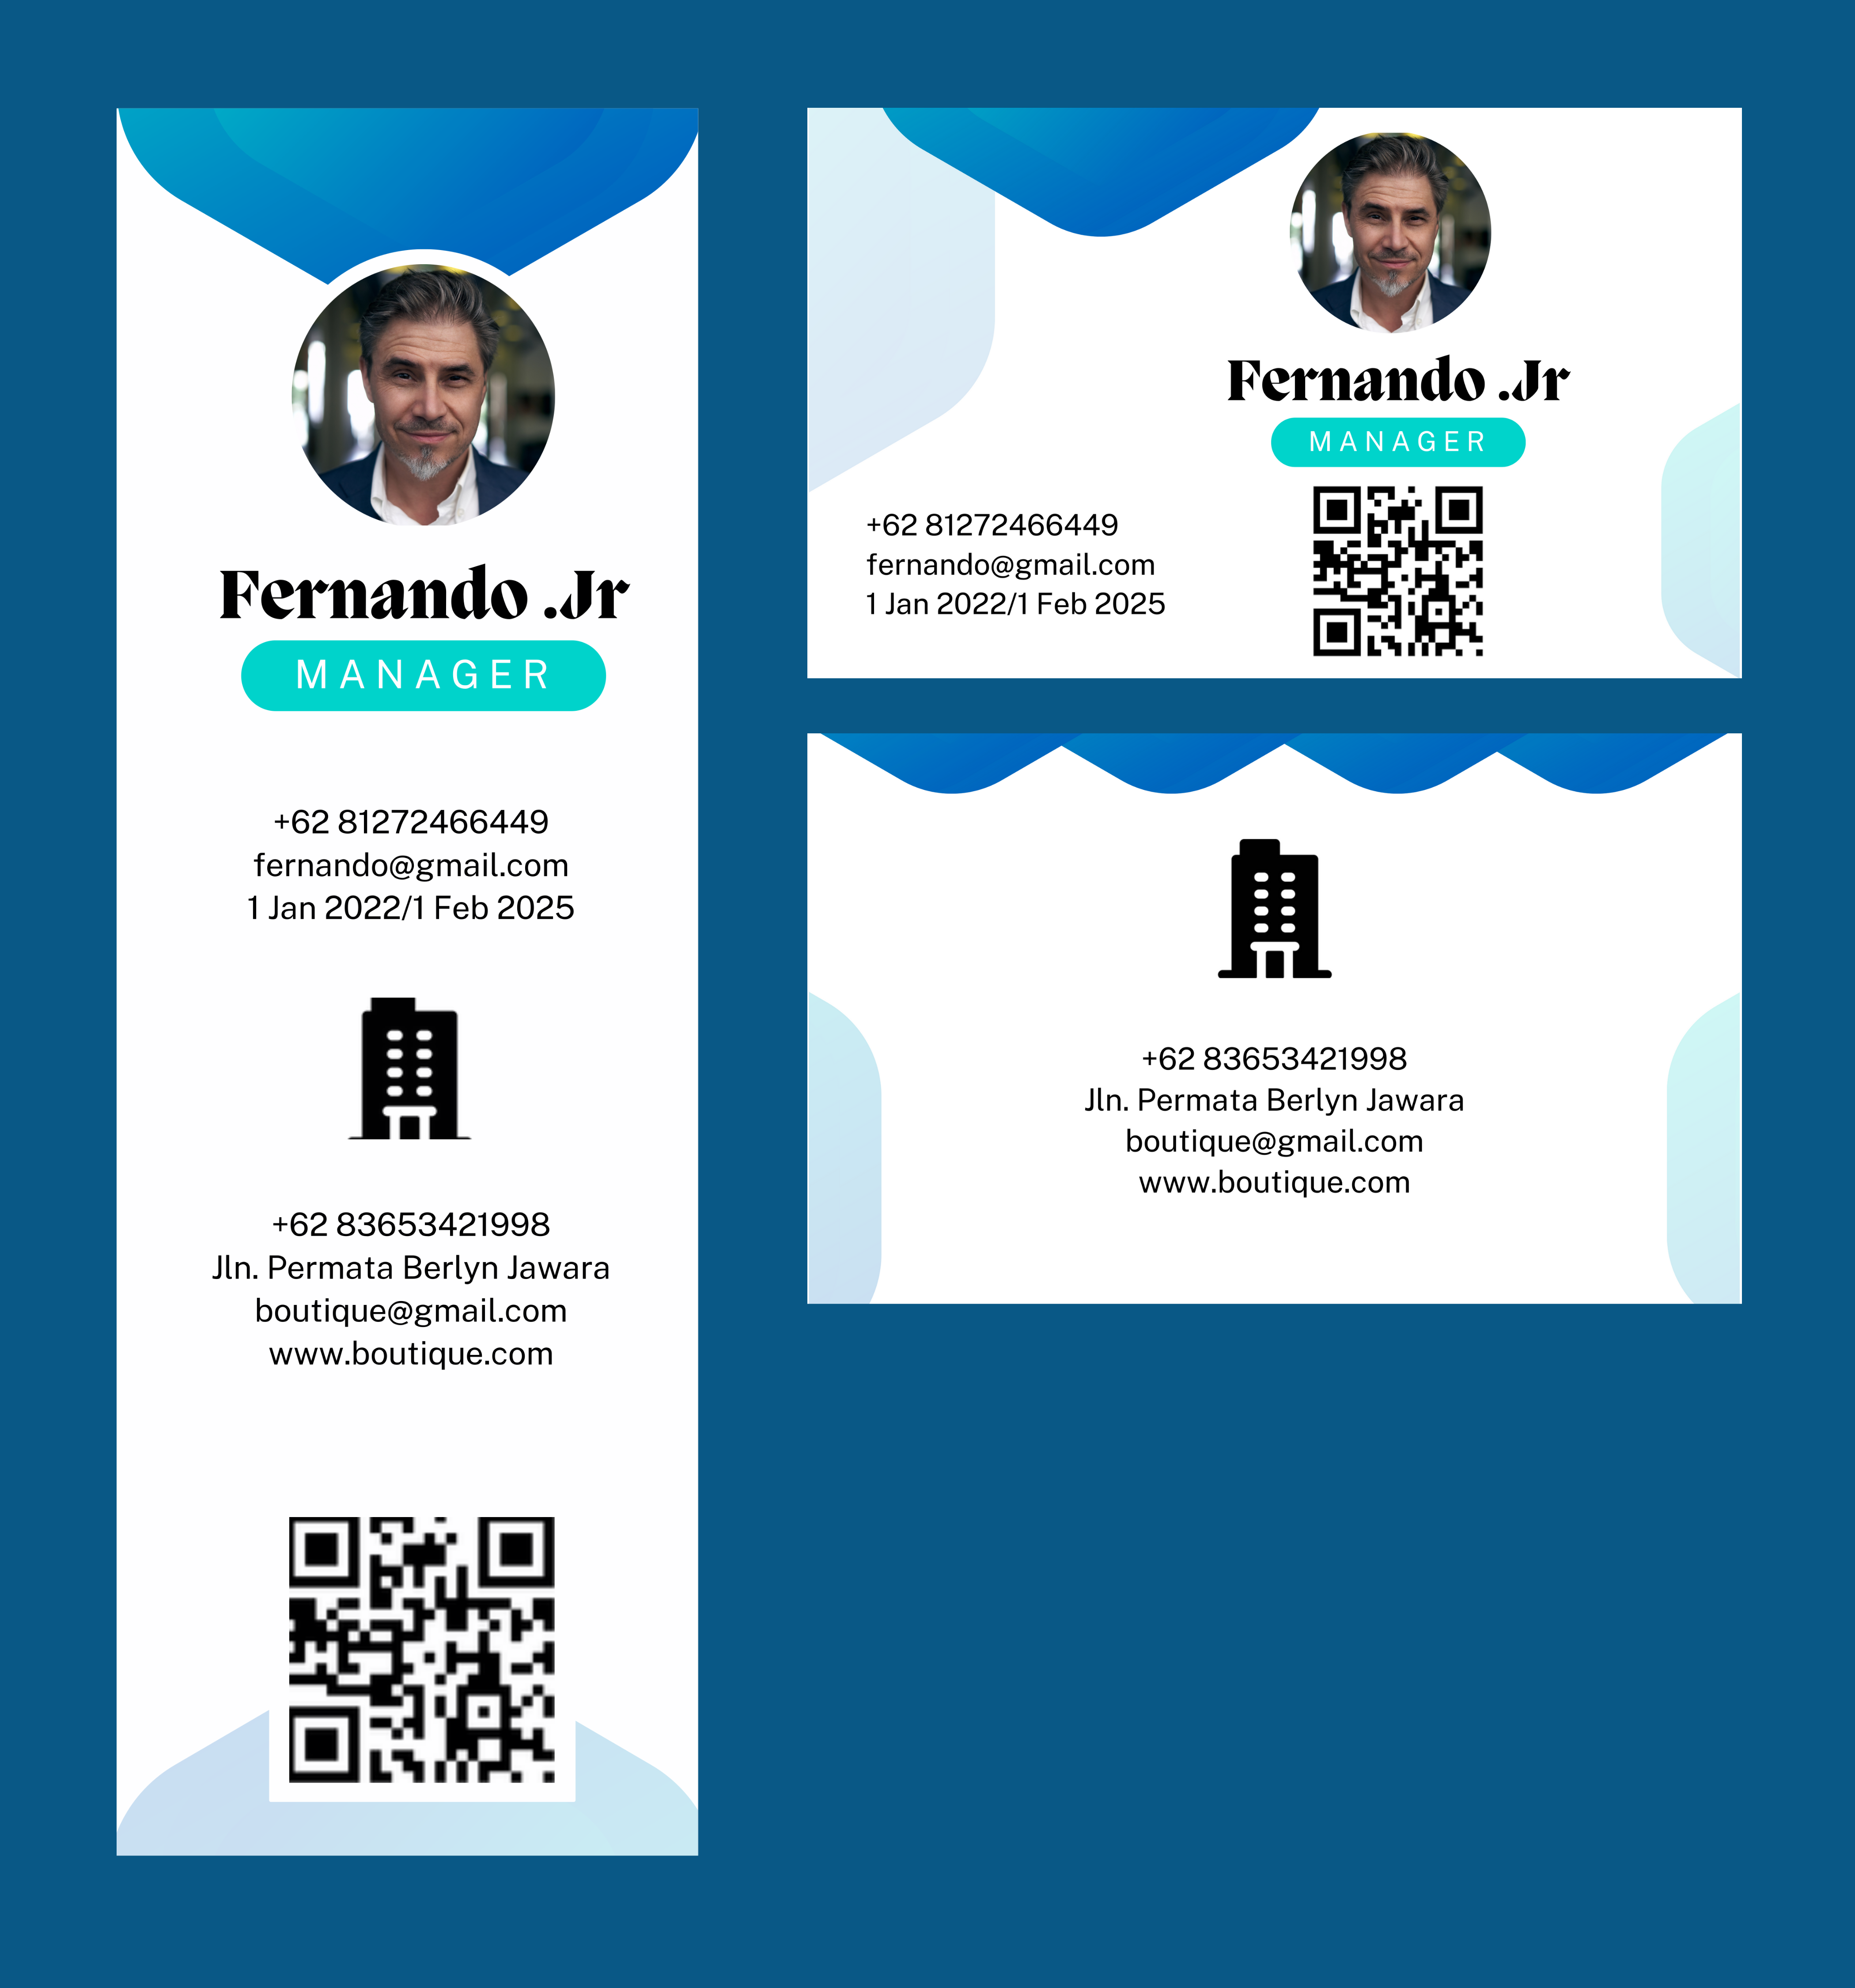 Fernando .Jr
MANAGER
+62 81272466449
fernando@gmail.com
1 Jan 2022/1 Feb 2025
+62 83653421998
Jln. Permata Berlyn Jawara
boutique@gmail.com
www.boutique.com
Fernando .Jr
MANAGER
+62 81272466449
fernando@gmail.com
1 Jan 2022/1 Feb 2025
+62 83653421998
Jln. Permata Berlyn Jawara
boutique@gmail.com
www.boutique.com